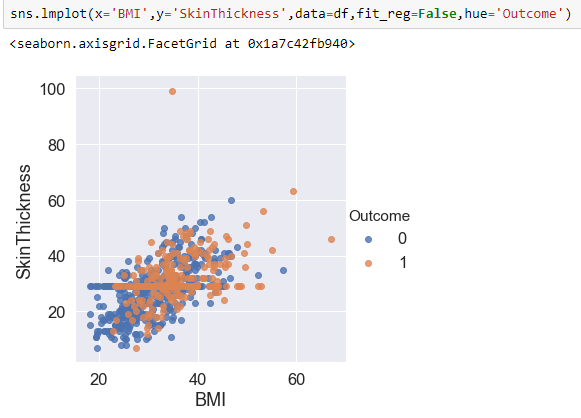 sns.lmplot(x='BMI',y='SkinThickness',data=df,fit_reg=False,hue='Outcome')
<seaborn.axisgrid.FacetGrid at 0x1a7c42fb940>
100
80
60
40
20
SkinThickness
Outcome
0
1
20 40 60
BMI